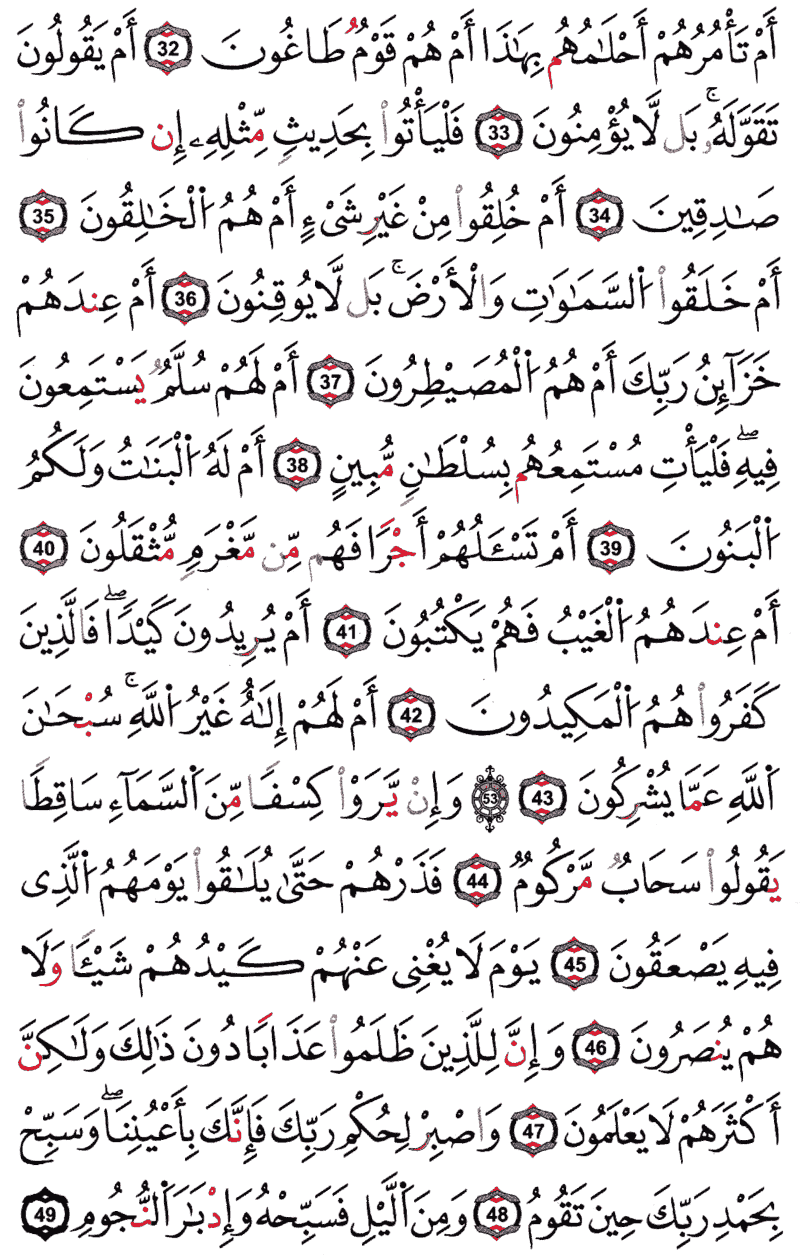 أَمْ تَأْمُرُهُمْ أَحْلَٰمُهُم بِهَٰذَا أَمْ هُمْ قَوْمٌ طَاغُونَ 32 أَمْ يَقُولُونَ
تَقَوَّلَهُۥۚ بَل لَّا يُؤْمِنُونَ 33 فَلْيَأْتُوا۟ بِحَدِيثٍ مِّثْلِهِۦٓ إِن كَانُوا۟
صَٰدِقِينَ 34 أَمْ خُلِقُوا۟ مِنْ غَيْرِ شَىْءٍ أَمْ هُمُ ٱلْخَٰلِقُونَ 35
أَمْ خَلَقُوا۟ ٱلسَّمَٰوَٰتِ وَٱلْأَرْضَۚ بَل لَّا يُوقِنُونَ 36 أَمْ عِندَهُمْ
خَزَآئِنُ رَبِّكَ أَمْ هُمُ ٱلْمُصَيْطِرُونَ 37 أَمْ لَهُمْ سُلَّمٌ يَسْتَمِعُونَ
فِيهِۖ فَلْيَأْتِ مُسْتَمِعُهُم بِسُلْطَٰنٍ مُّبِينٍ 38 أَمْ لَهُ ٱلْبَنَٰتُ وَلَكُمُ
ٱلْبَنُونَ 39 أَمْ تَسْـَٔلُهُمْ أَجْرًا فَهُم مِّن مَّغْرَمٍ مُّثْقَلُونَ 40
أَمْ عِندَهُمُ ٱلْغَيْبُ فَهُمْ يَكْتُبُونَ 41 أَمْ يُرِيدُونَ كَيْدًاۖ فَٱلَّذِينَ
كَفَرُوا۟ هُمُ ٱلْمَكِيدُونَ 42 أَمْ لَهُمْ إِلَٰهٌ غَيْرُ ٱللَّهِۚ سُبْحَٰنَ
ٱللَّهِ عَمَّا يُشْرِكُونَ 43 53 وَإِن يَرَوْا۟ كِسْفًا مِّنَ ٱلسَّمَآءِ سَاقِطًا
يَقُولُوا۟ سَحَابٌ مَّرْكُومٌ 44 فَذَرْهُمْ حَتَّىٰ يُلَٰقُوا۟ يَوْمَهُمُ ٱلَّذِى
فِيهِ يَصْعَقُونَ 45 يَوْمَ لَا يُغْنِى عَنْهُمْ كَيْدُهُمْ شَيْـًٔا وَلَا
هُمْ يُنصَرُونَ 46 وَإِنَّ لِلَّذِينَ ظَلَمُوا۟ عَذَابًا دُونَ ذَٰلِكَ وَلَٰكِنَّ
أَكْثَرَهُمْ لَا يَعْلَمُونَ 47 وَٱصْبِرْ لِحُكْمِ رَبِّكَ فَإِنَّكَ بِأَعْيُنِنَاۖ وَسَبِّحْ
بِحَمْدِ رَبِّكَ حِينَ تَقُومُ 48 وَمِنَ ٱلَّيْلِ فَسَبِّحْهُ وَإِدْبَٰرَ ٱلنُّجُومِ 49